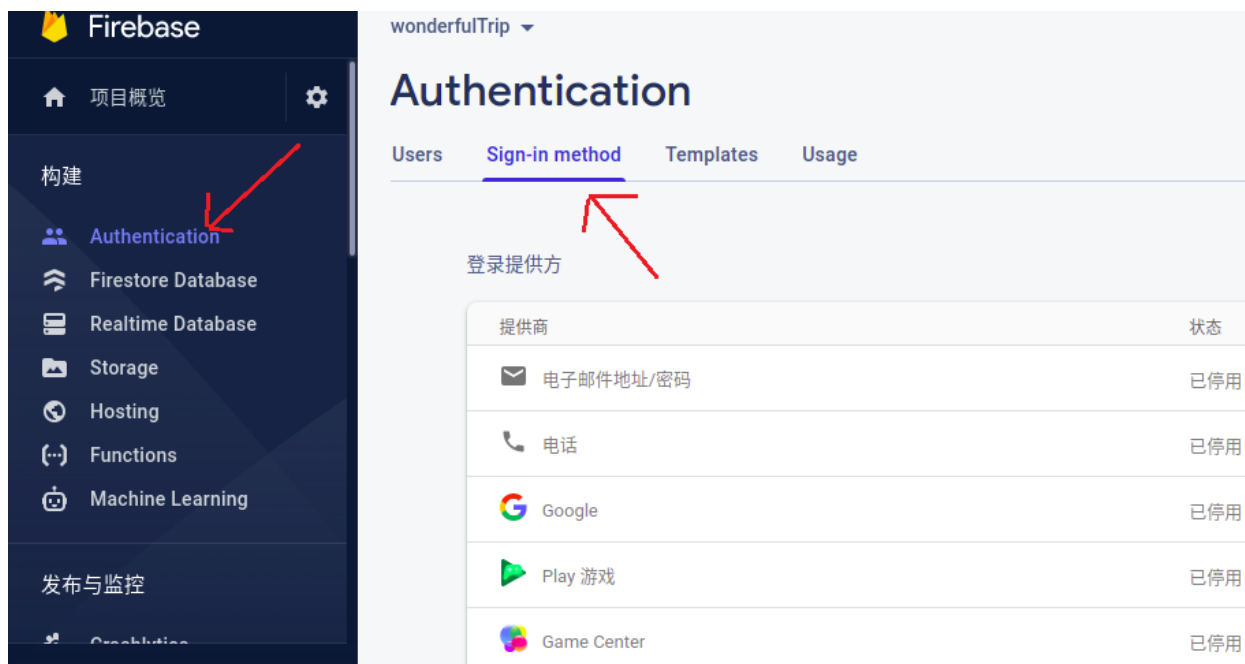 Firebase
项目概览
构建
Authentication
Firestore Database
Realtime Database
Storage
Hosting
Functions
Machine Learning
发布与监控
Crashlytics
wonderfulTrip
Authentication
Users Sign-in method Templates Usage
登录提供方
提供商 状态
电子邮件地址/密码 已停用
电话 已停用
Google 已停用
Play 游戏 已停用
Game Center 已停用